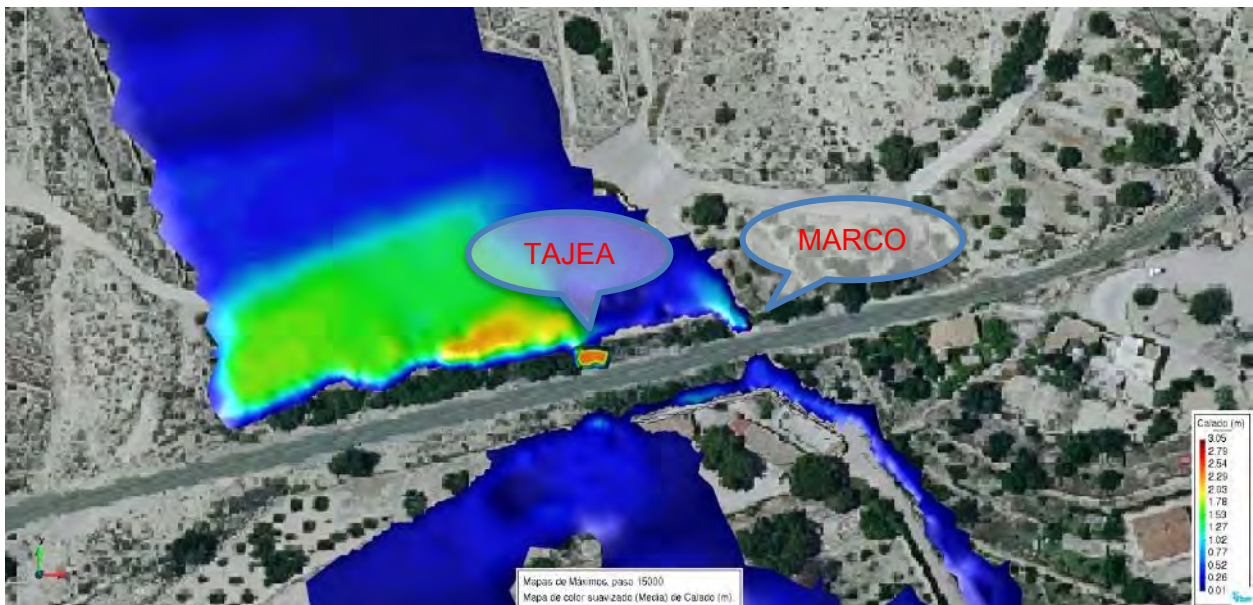 TAJEA
MARCO
Calado (m)
3.05
2.79
2.54
2.29
2.03
1.78
1.53
1.27
1.02
0.77
0.52
0.26
0.01
Mapas de Máximos, paso 15000
Mapa de color suavizado (Media) de Calado (m).